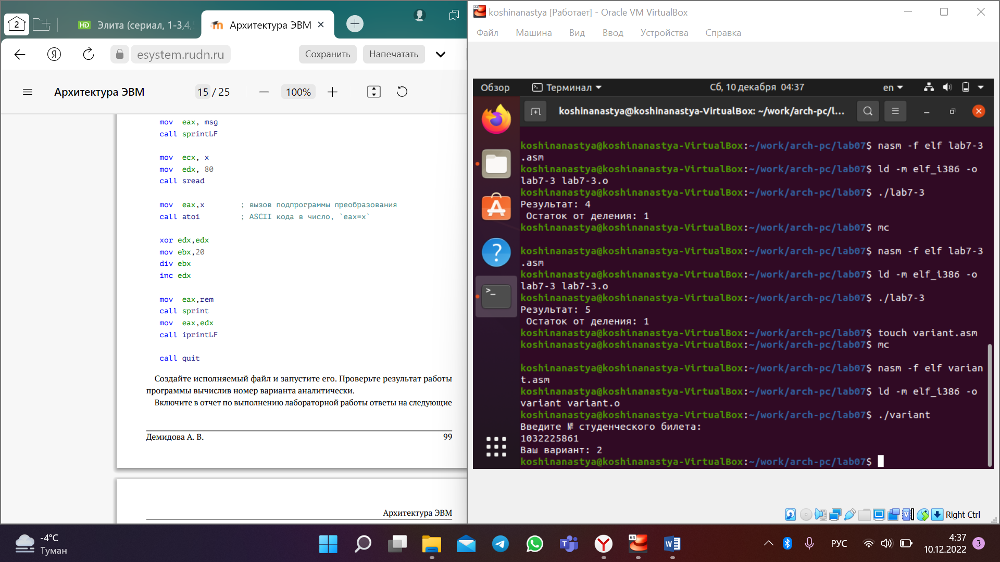 2
HD Элита (сериал, 1-3,4,
Архитектура ЭВМ
esystem.rudn.ru
Сохранить
Напечатать
Архитектура ЭВМ
15 / 25
100%
mov eax, msg
call sprintLF
mov ecx, x
mov edx, 80
call sread
mov eax,x ; вызов подпрограммы преобразования
call atoi ; ASCII кода в число, `eax=x`
xor edx,edx
mov ebx,20
div ebx
inc edx
mov eax,rem
call sprint
mov eax,edx
call iprintLF
call quit
Создайте исполняемый файл и запустите его. Проверьте результат работы
программы вычислив номер варианта аналитически.
Включите в отчет по выполнению лабораторной работы ответы на следующие
Демидова А. В. 99
Архитектура ЭВМ
64
koshinanastya [Работает] - Oracle VM VirtualBox
Файл Машина Вид Ввод Устройства Справка
Обзор
Терминал
Сб, 10 декабря 04:37
en
koshinanastya@koshinanastya-VirtualBox: ~/work/arch-pc/l...
koshinanastya@koshinanastya-VirtualBox:~/work/arch-pc/lab07$ nasm -f elf lab7-3
.asm
koshinanastya@koshinanastya-VirtualBox:~/work/arch-pc/lab07$ ld -m elf_i386 -o
lab7-3 lab7-3.o
koshinanastya@koshinanastya-VirtualBox:~/work/arch-pc/lab07$ ./lab7-3
Результат: 4
Остаток от деления: 1
koshinanastya@koshinanastya-VirtualBox:~/work/arch-pc/lab07$ mc
koshinanastya@koshinanastya-VirtualBox:~/work/arch-pc/lab07$ nasm -f elf lab7-3
.asm
koshinanastya@koshinanastya-VirtualBox:~/work/arch-pc/lab07$ ld -m elf_i386 -o
lab7-3 lab7-3.o
koshinanastya@koshinanastya-VirtualBox:~/work/arch-pc/lab07$ ./lab7-3
Результат: 5
Остаток от деления: 1
koshinanastya@koshinanastya-VirtualBox:~/work/arch-pc/lab07$ touch variant.asm
koshinanastya@koshinanastya-VirtualBox:~/work/arch-pc/lab07$ mc
koshinanastya@koshinanastya-VirtualBox:~/work/arch-pc/lab07$ nasm -f elf varian
t.asm
koshinanastya@koshinanastya-VirtualBox:~/work/arch-pc/lab07$ ld -m elf_i386 -o
variant variant.o
koshinanastya@koshinanastya-VirtualBox:~/work/arch-pc/lab07$ ./variant
Введите № студенческого билета:
1032225861
Ваш вариант: 2
koshinanastya@koshinanastya-VirtualBox:~/work/arch-pc/lab07$
Right Ctrl
-4°C
Туман
64
РУС
4:37
10.12.2022
3